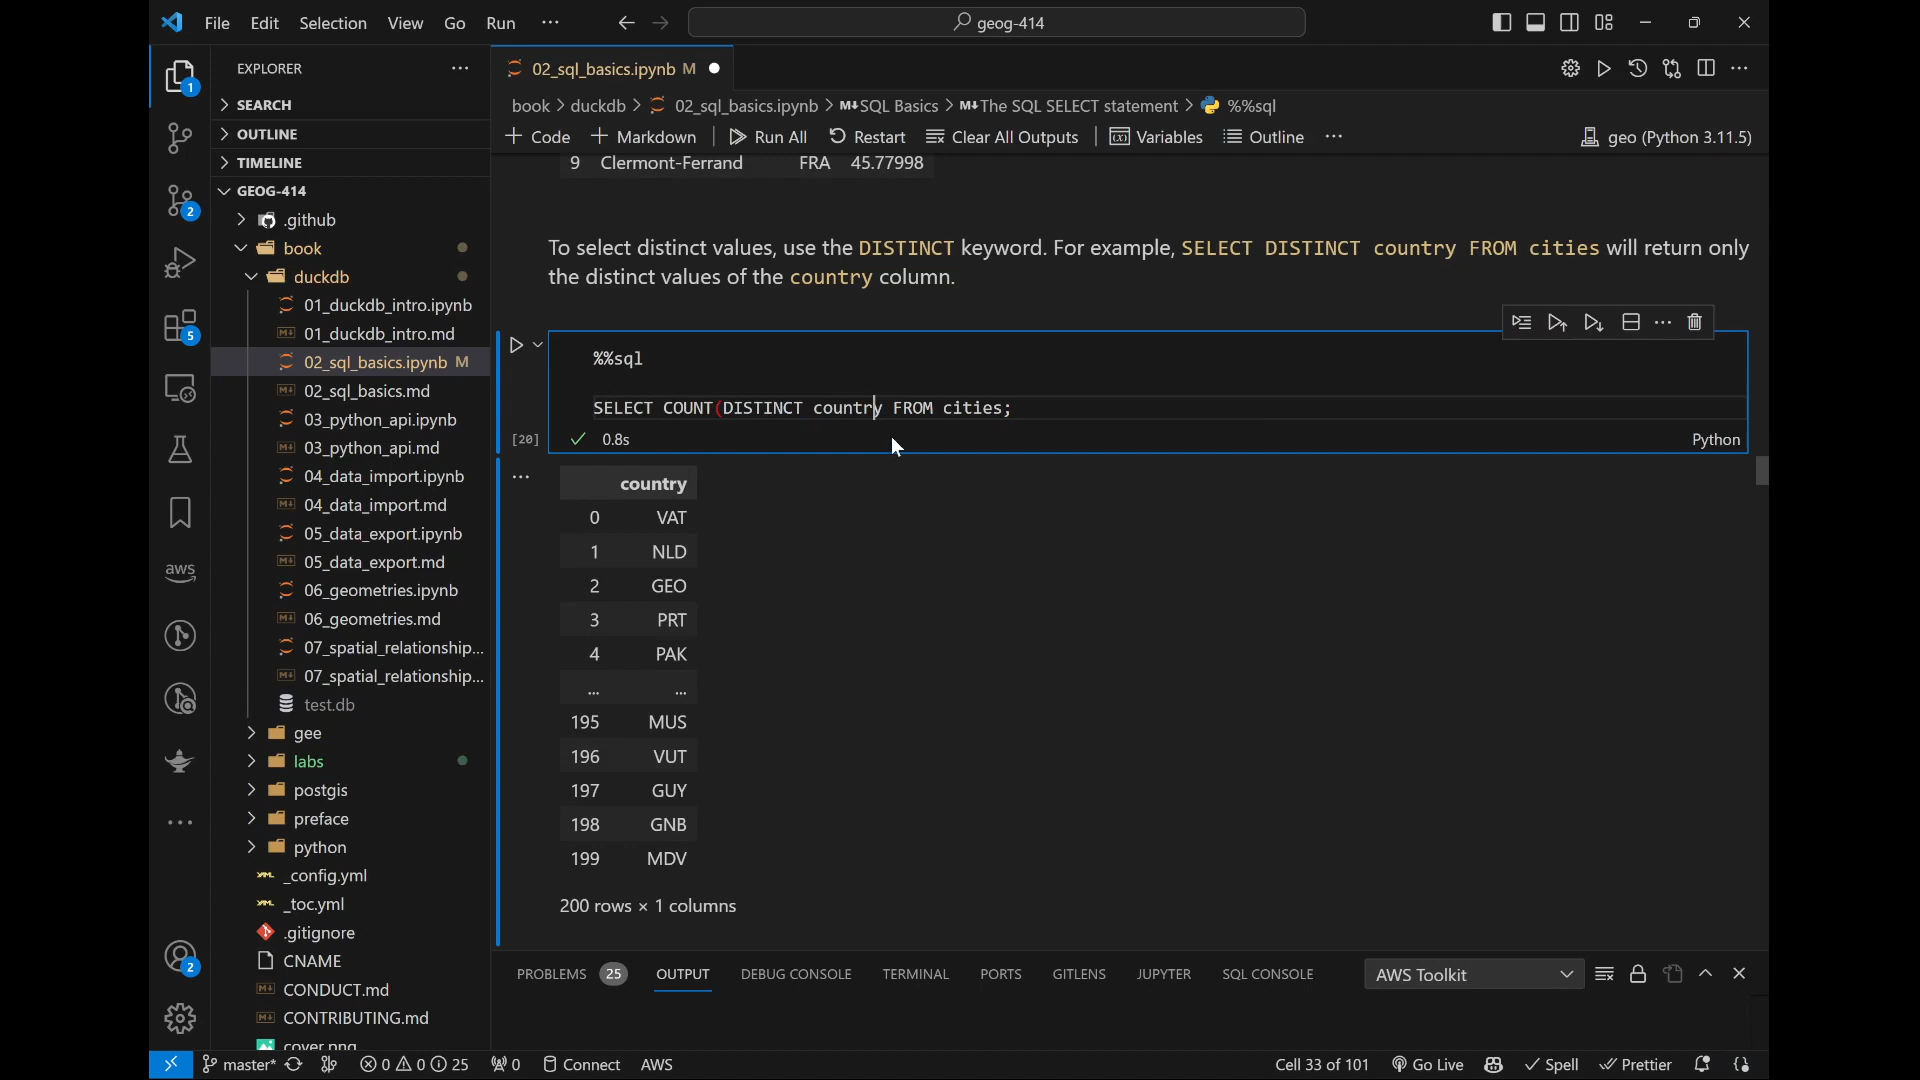 File Edit Selection View Go Run ··· geog-414
EXPLORER ···
SEARCH
OUTLINE
TIMELINE
GEOG-414
.github
book
duckdb
01_duckdb_intro.ipynb
01_duckdb_intro.md
02_sql_basics.ipynb M
02_sql_basics.md
03_python_api.ipynb
03_python_api.md
04_data_import.ipynb
04_data_import.md
05_data_export.ipynb
05_data_export.md
06_geometries.ipynb
06_geometries.md
07_spatial_relationship...
07_spatial_relationship...
test.db
gee
labs
postgis
preface
python
_config.yml
_toc.yml
.gitignore
CNAME
CONDUCT.md
CONTRIBUTING.md
cover.png
1
2
5
aws
2
02_sql_basics.ipynb M
book > duckdb > 02_sql_basics.ipynb > M↓SQL Basics > M↓The SQL SELECT statement > %%sql
+ Code + Markdown Run All Restart Clear All Outputs Variables Outline ··· geo (Python 3.11.5)
9 Clermont-Ferrand FRA 45.77998
To select distinct values, use the DISTINCT keyword. For example, SELECT DISTINCT country FROM cities will return only
the distinct values of the country column.
%%sql
SELECT COUNT(DISTINCT country FROM cities;
[20] 0.8s Python
country
0 VAT
1 NLD
2 GEO
3 PRT
4 PAK
... ...
195 MUS
196 VUT
197 GUY
198 GNB
199 MDV
200 rows × 1 columns
PROBLEMS 25 OUTPUT DEBUG CONSOLE TERMINAL PORTS GITLENS JUPYTER SQL CONSOLE AWS Toolkit
master* 0 0 25 0 Connect AWS Cell 33 of 101 Go Live Spell Prettier